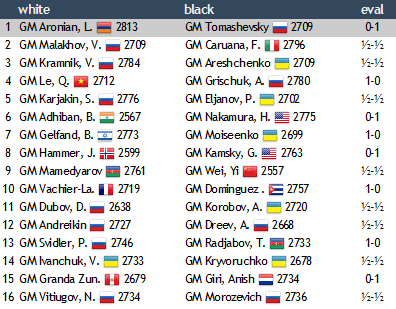 white black eval
1 GM Aronian, L. 2813 GM Tomashevsky 2709 0-1
2 GM Malakhov, V. 2709 GM Caruana, F. 2796 ½-½
3 GM Kramnik, V. 2784 GM Areshchenko 2709 ½-½
4 GM Le, Q. 2712 GM Grischuk, A. 2780 1-0
5 GM Karjakin, S. 2776 GM Eljanov, P. 2702 ½-½
6 GM Adhiban, B. 2567 GM Nakamura, H. 2775 0-1
7 GM Gelfand, B. 2773 GM Moiseenko 2699 1-0
8 GM Hammer, J. 2599 GM Kamsky, G. 2763 0-1
9 GM Mamedyarov 2761 GM Wei, Yi 2557 ½-½
10 GM Vachier-La. 2719 GM Dominguez . 2757 1-0
11 GM Dubov, D. 2638 GM Korobov, A. 2720 ½-½
12 GM Andreikin 2727 GM Dreev, A. 2668 ½-½
13 GM Svidler, P. 2746 GM Radjabov, T. 2733 1-0
14 GM Ivanchuk, V. 2733 GM Kryvoruchko 2678 ½-½
15 GM Granda Zun. 2679 GM Giri, Anish 2734 0-1
16 GM Vitiugov, N. 2734 GM Morozevich 2736 ½-½